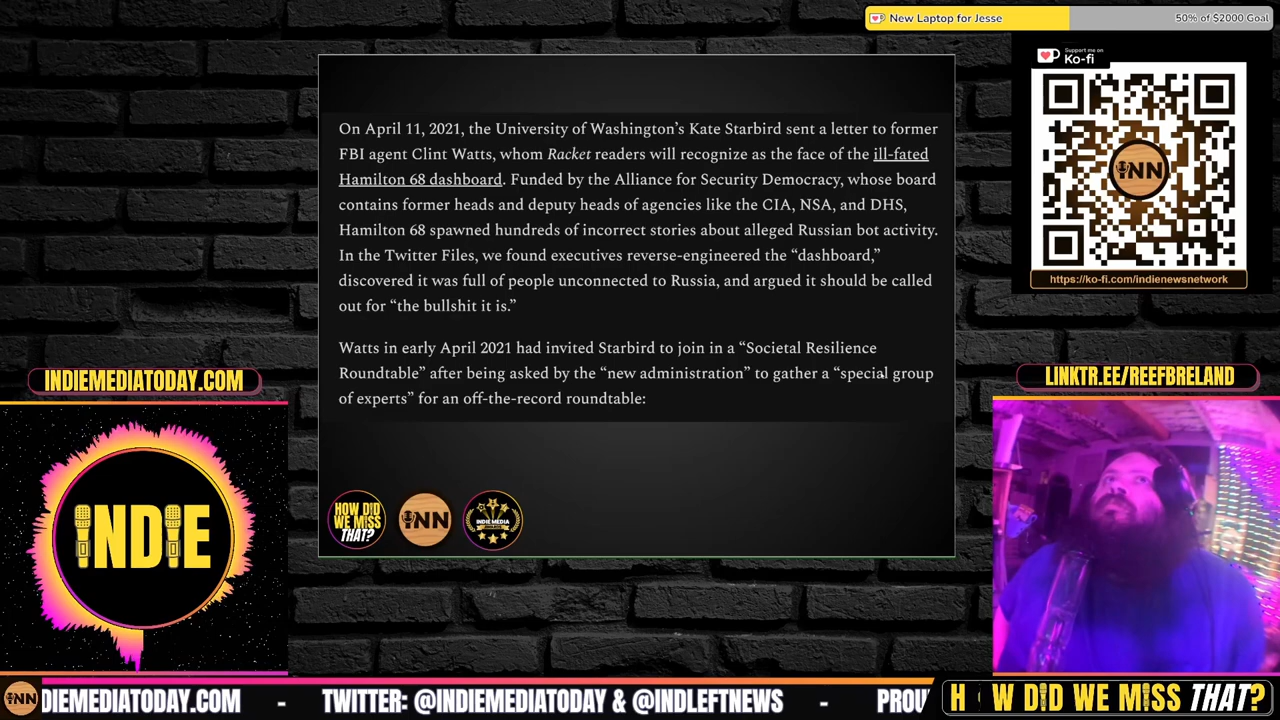 New Laptop for Jesse
50% of $2000 Goal
Support me on
Ko-fi
iNN
https://ko-fi.com/indienewsnetwork
On April 11, 2021, the University of Washington’s Kate Starbird sent a letter to former
FBI agent Clint Watts, whom Racket readers will recognize as the face of the ill-fated
Hamilton 68 dashboard. Funded by the Alliance for Security Democracy, whose board
contains former heads and deputy heads of agencies like the CIA, NSA, and DHS,
Hamilton 68 spawned hundreds of incorrect stories about alleged Russian bot activity.
In the Twitter Files, we found executives reverse-engineered the “dashboard,”
discovered it was full of people unconnected to Russia, and argued it should be called
out for “the bullshit it is.”
Watts in early April 2021 had invited Starbird to join in a “Societal Resilience
Roundtable” after being asked by the “new administration” to gather a “special group
of experts” for an off-the-record roundtable:
INDIEMEDIATODAY.COM
LINKTR.EE/REEFBRELAND
INDIE
HOW DID
WE MISS
THAT?
iNN
INDIE MEDIA
iNN
DIEMEDIATODAY.COM - TWITTER: @INDIEMEDIATODAY & @INDLEFTNEWS - PROU
H W DID WE MISS THAT?